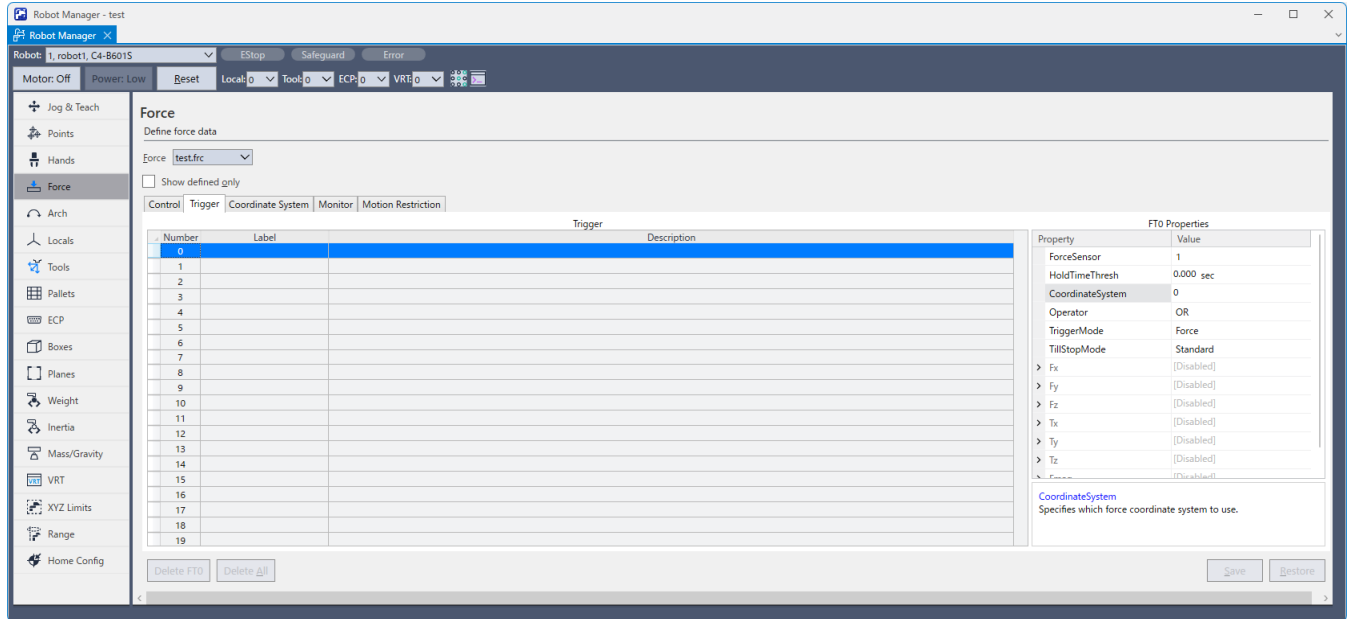 Robot Manager - test
Robot Manager
Robot: 1, robot1, C4-B601S EStop Safeguard Error
Motor: Off Power: Low Reset Local: 0 Tool: 0 ECP: 0 VRT: 0
Jog & Teach
Points
Hands
Force
Arch
Locals
Tools
Pallets
ECP
Boxes
Planes
Weight
Inertia
Mass/Gravity
VRT
XYZ Limits
Range
Home Config
Force
Define force data
Force test.frc
Show defined only
Control Trigger Coordinate System Monitor Motion Restriction
Trigger
Number Label Description
0
1
2
3
4
5
6
7
8
9
10
11
12
13
14
15
16
17
18
19
FT0 Properties
Property Value
ForceSensor 1
HoldTimeThresh 0.000 sec
CoordinateSystem 0
Operator OR
TriggerMode Force
TillStopMode Standard
Fx [Disabled]
Fy [Disabled]
Fz [Disabled]
Tx [Disabled]
Ty [Disabled]
Tz [Disabled]
CoordinateSystem
Specifies which force coordinate system to use.
Delete FT0 Delete All Save Restore